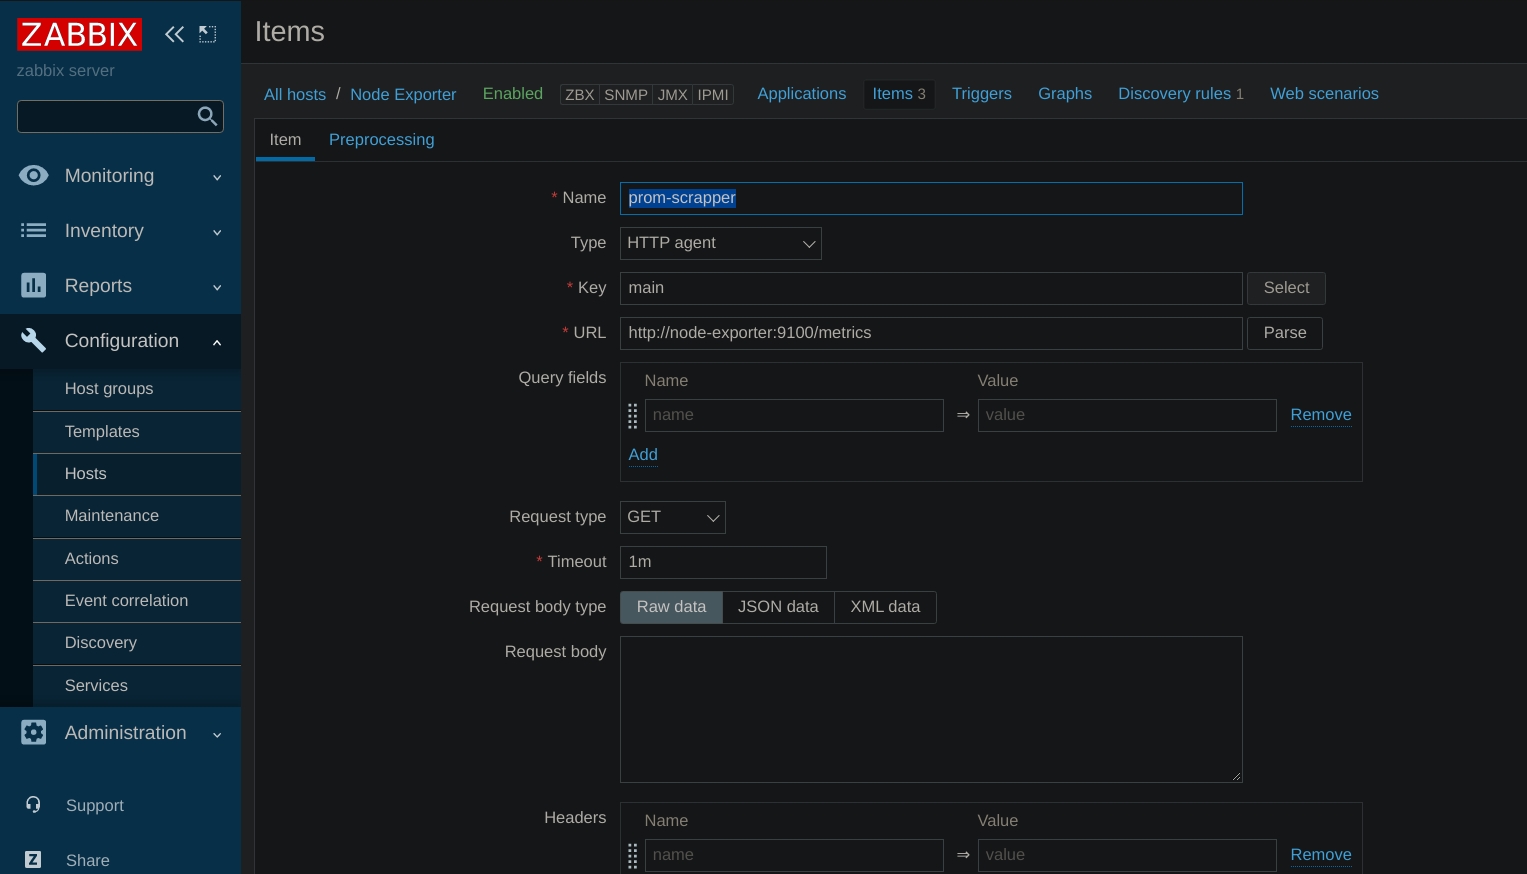 ZABBIX
zabbix server
Monitoring
Inventory
Reports
Configuration
Host groups
Templates
Hosts
Maintenance
Actions
Event correlation
Discovery
Services
Administration
Support
Z Share
Items
All hosts / Node Exporter Enabled ZBX SNMP JMX IPMI Applications Items 3 Triggers Graphs Discovery rules 1 Web scenarios
Item Preprocessing
* Name prom-scrapper
Type HTTP agent
* Key main Select
* URL http://node-exporter:9100/metrics Parse
Query fields Name Value
name ⇒ value Remove
Add
Request type GET
* Timeout 1m
Request body type Raw data JSON data XML data
Request body
Headers Name Value
name ⇒ value Remove